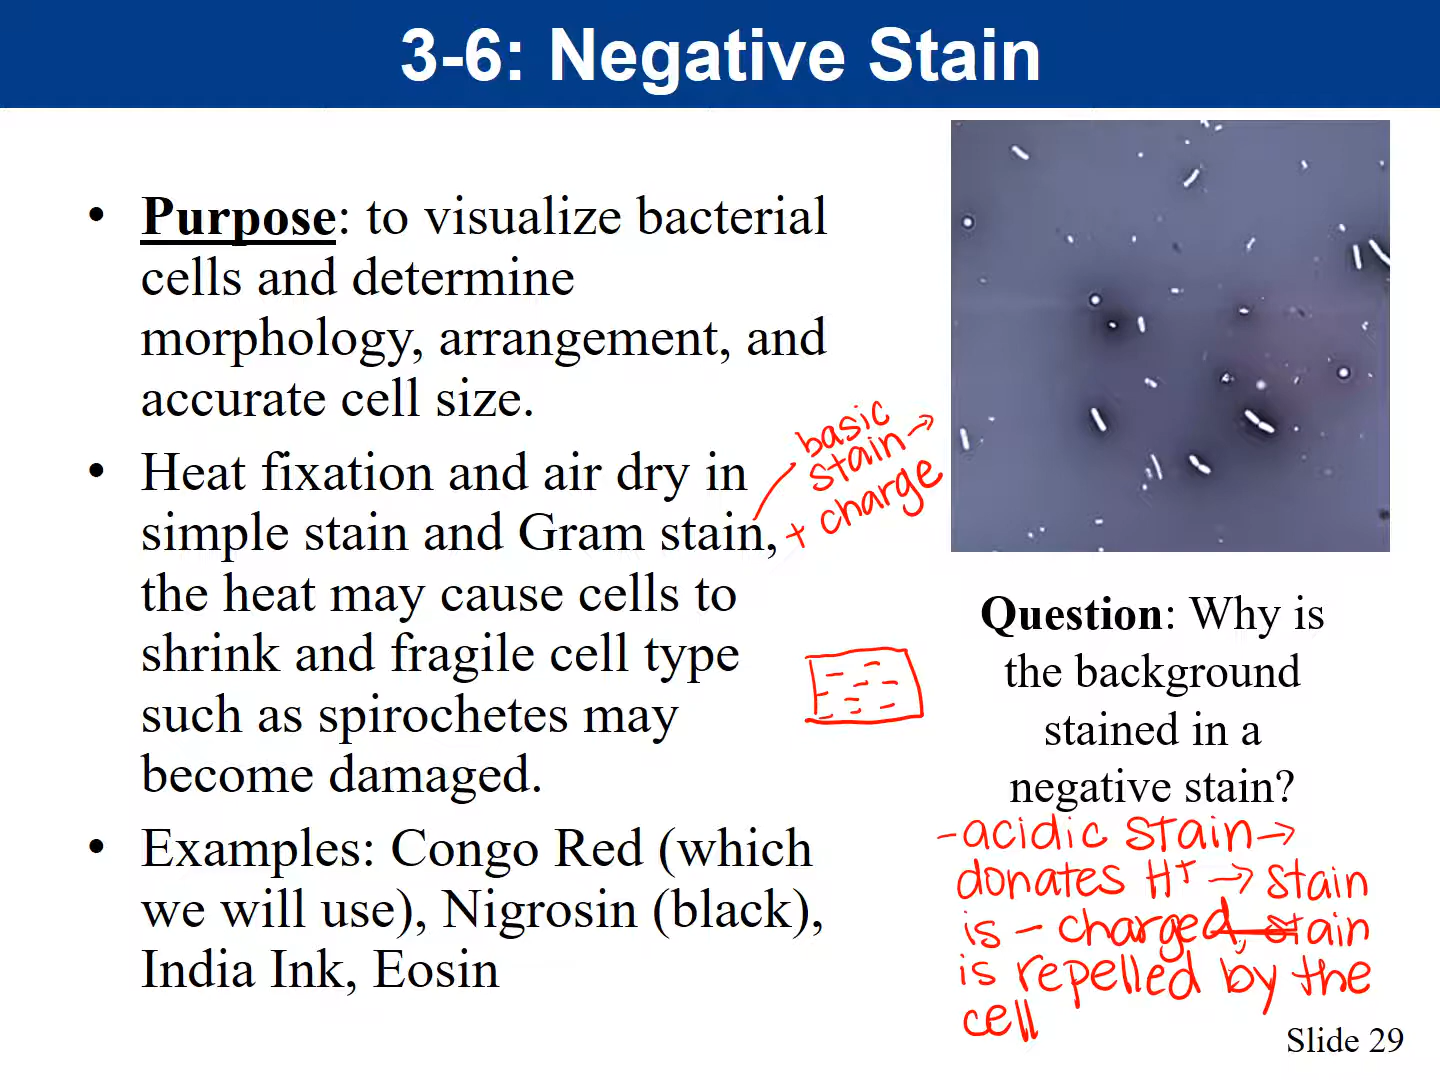 3-6: Negative Stain
• Purpose: to visualize bacterial
cells and determine
morphology, arrangement, and
accurate cell size.
• Heat fixation and air dry in
simple stain and Gram stain,
the heat may cause cells to
shrink and fragile cell type
such as spirochetes may
become damaged.
• Examples: Congo Red (which
we will use), Nigrosin (black),
India Ink, Eosin
basic
stain →
+ charge
Question: Why is
the background
stained in a
negative stain?
- acidic stain →
donates H+ → stain
is - charged, stain
is repelled by the
cell
Slide 29